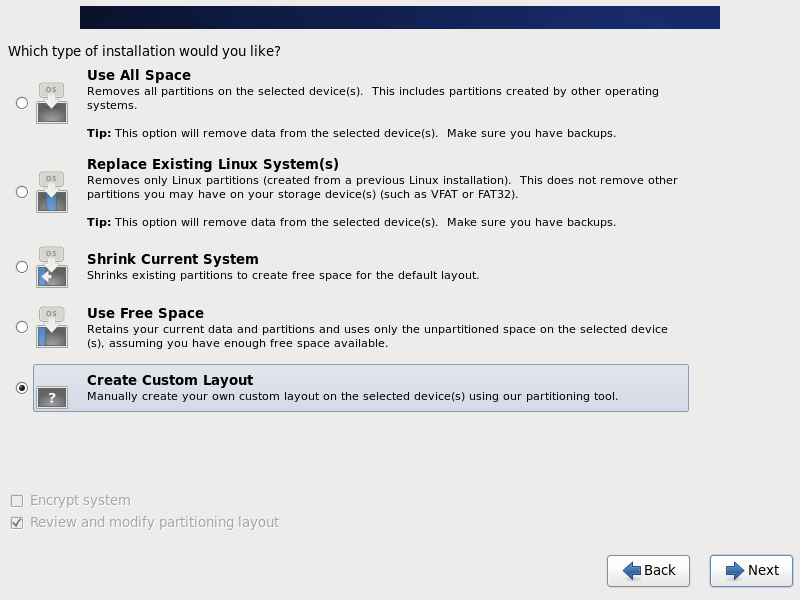 Which type of installation would you like?
Use All Space
Removes all partitions on the selected device(s).  This includes partitions created by other operating
systems.
Tip: This option will remove data from the selected device(s).  Make sure you have backups.
Replace Existing Linux System(s)
Removes only Linux partitions (created from a previous Linux installation).  This does not remove other
partitions you may have on your storage device(s) (such as VFAT or FAT32).
Tip: This option will remove data from the selected device(s).  Make sure you have backups.
Shrink Current System
Shrinks existing partitions to create free space for the default layout.
Use Free Space
Retains your current data and partitions and uses only the unpartitioned space on the selected device
(s), assuming you have enough free space available.
Create Custom Layout
Manually create your own custom layout on the selected device(s) using our partitioning tool.
OS
OS
OS
OS
?
Encrypt system
Review and modify partitioning layout
Back
Next